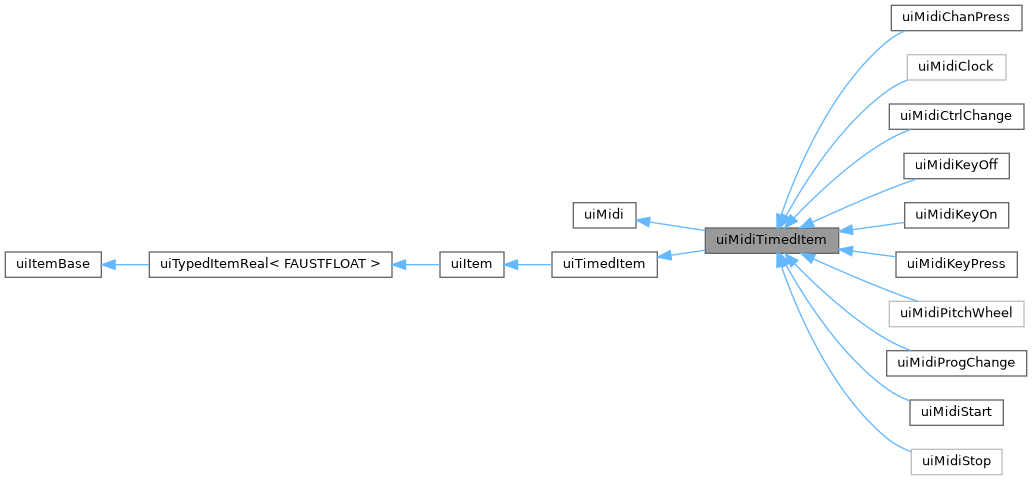 uiMidiChanPress
uiMidiClock
uiMidiCtrlChange
uiMidiKeyOff
uiMidi
uiMidiKeyOn
uiMidiTimedItem
uiItemBase
uiTypedItemReal< FAUSTFLOAT >
uiItem
uiTimedItem
uiMidiKeyPress
uiMidiPitchWheel
uiMidiProgChange
uiMidiStart
uiMidiStop